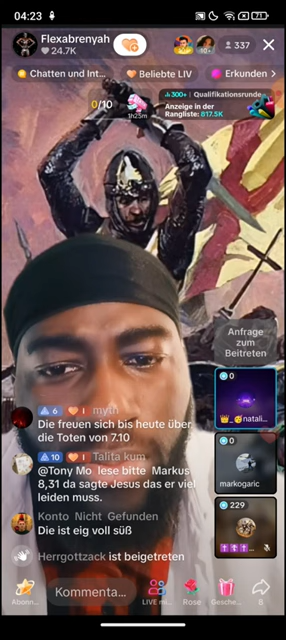 04:23
71
Flexabrenyah
24.7K
10+
337
Chatten und Int...
Beliebte LIV
Erkunden
0/10
1h25m
300+ | Qualifikationsrunde
Anzeige in der
Rangliste: 817.5K
Anfrage
zum
Beitreten
0
natali...
0
markogaric
229
6 I myth
Die freuen sich bis heute über
die Toten von 7.10
10 I Talita kum
@Tony Mo lese bitte Markus
8,31 da sagte Jesus das er viel
leiden muss.
Konto Nicht Gefunden
Die ist eig voll süß
Herrgottzack ist beigetreten
Abonn...
Kommenta...
LIVE mi...
Rose
Gesche...
8